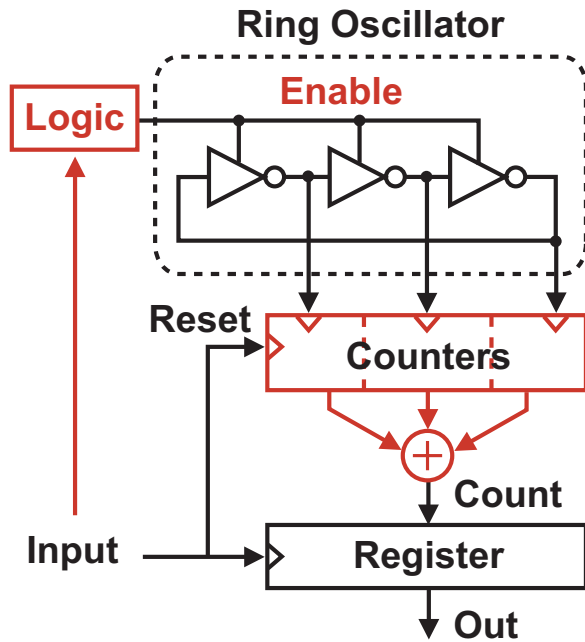 Ring Oscillator
Enable
Logic
Reset
Counters
Count
Input
Register
Out